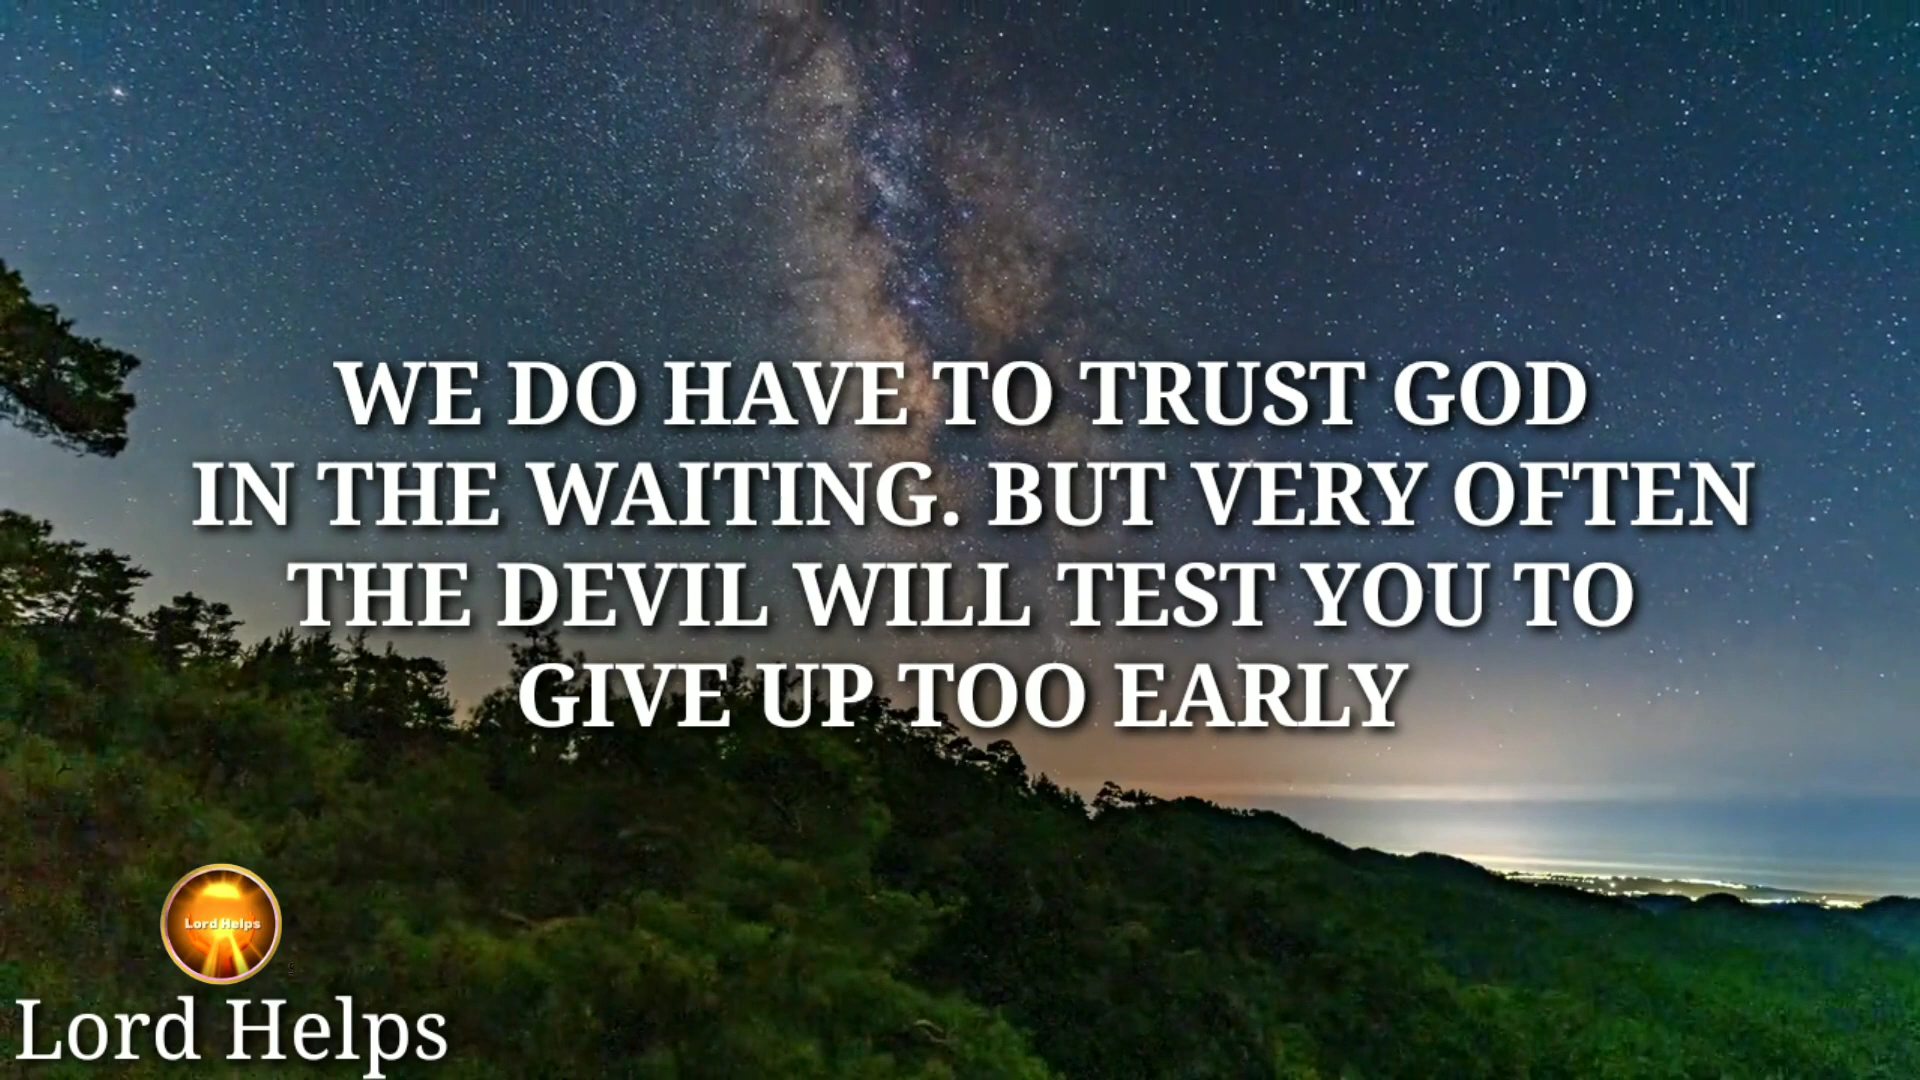 WE DO HAVE TO TRUST GOD
IN THE WAITING. BUT VERY OFTEN
THE DEVIL WILL TEST YOU TO
GIVE UP TOO EARLY
Lord Helps
Lord Helps